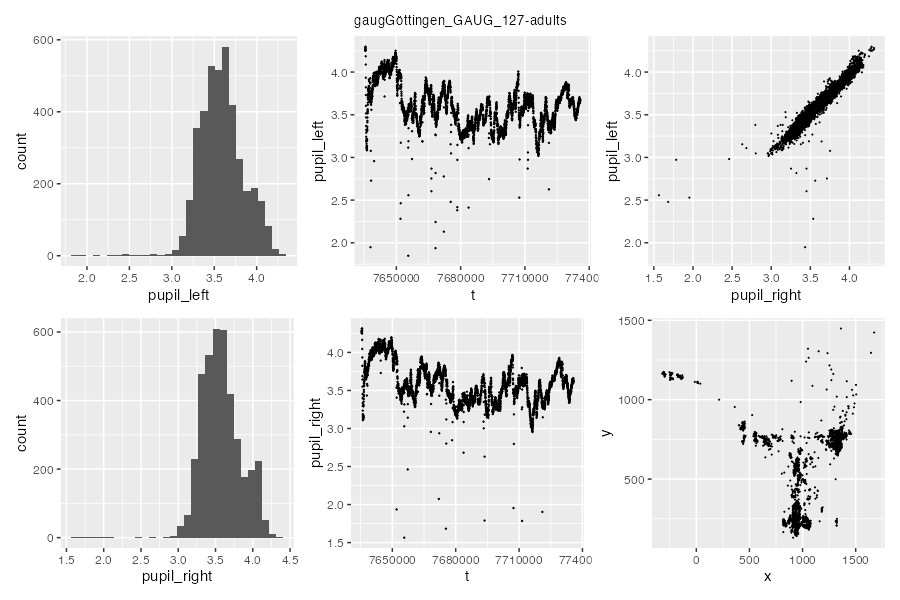 gaugGöttingen_GAUG_127-adults
600
400
200
0
count
2.0 2.5 3.0 3.5 4.0
pupil_left
4.0
3.5
3.0
2.5
2.0
pupil_left
7650000 7680000 7710000 77400
t
4.0
3.5
3.0
2.5
2.0
pupil_left
1.5 2.0 2.5 3.0 3.5 4.0
pupil_right
600
400
200
0
count
1.5 2.0 2.5 3.0 3.5 4.0 4.5
pupil_right
4.0
3.5
3.0
2.5
2.0
1.5
pupil_right
7650000 7680000 7710000 77400
t
1500
1000
500
y
0 500 1000 1500
x